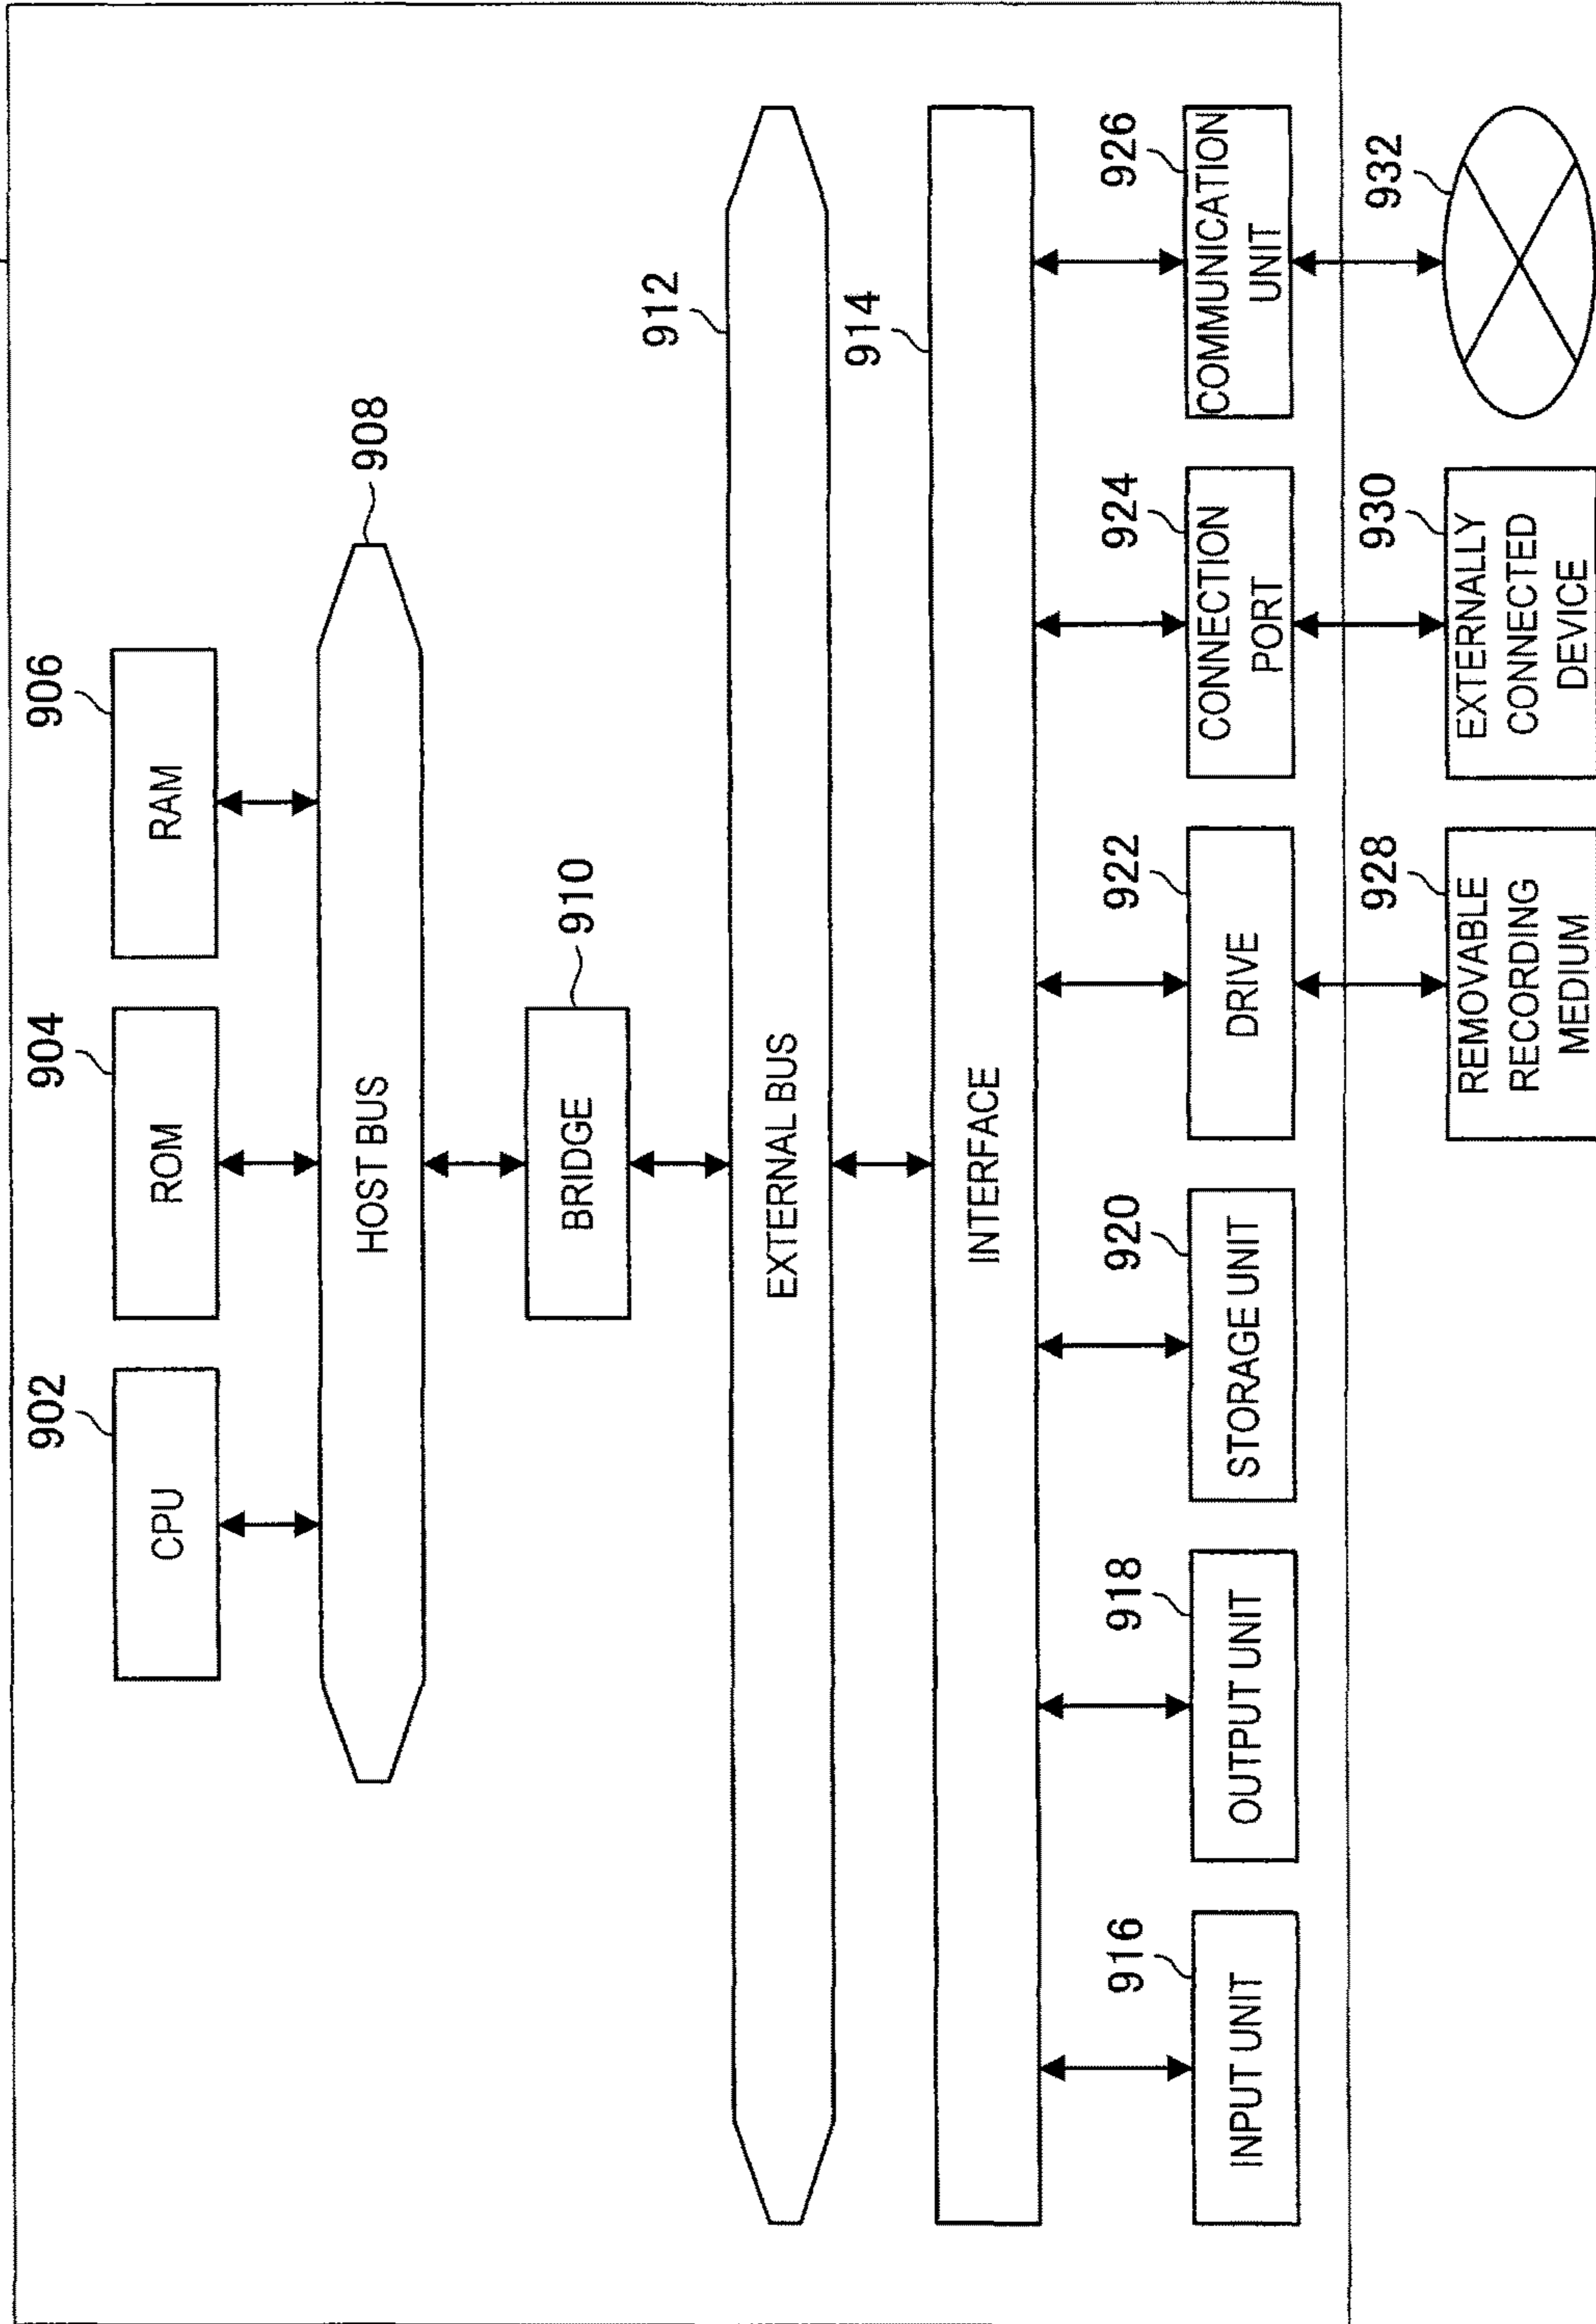 902
904
906
CPU
ROM
RAM
HOST BUS
908
BRIDGE
910
912
EXTERNAL BUS
914
INTERFACE
916
918
920
922
924
926
INPUT UNIT
OUTPUT UNIT
STORAGE UNIT
DRIVE
CONNECTION
PORT
COMMUNICATION
UNIT
928
930
932
REMOVABLE
RECORDING
MEDIUM
EXTERNALLY
CONNECTED
DEVICE